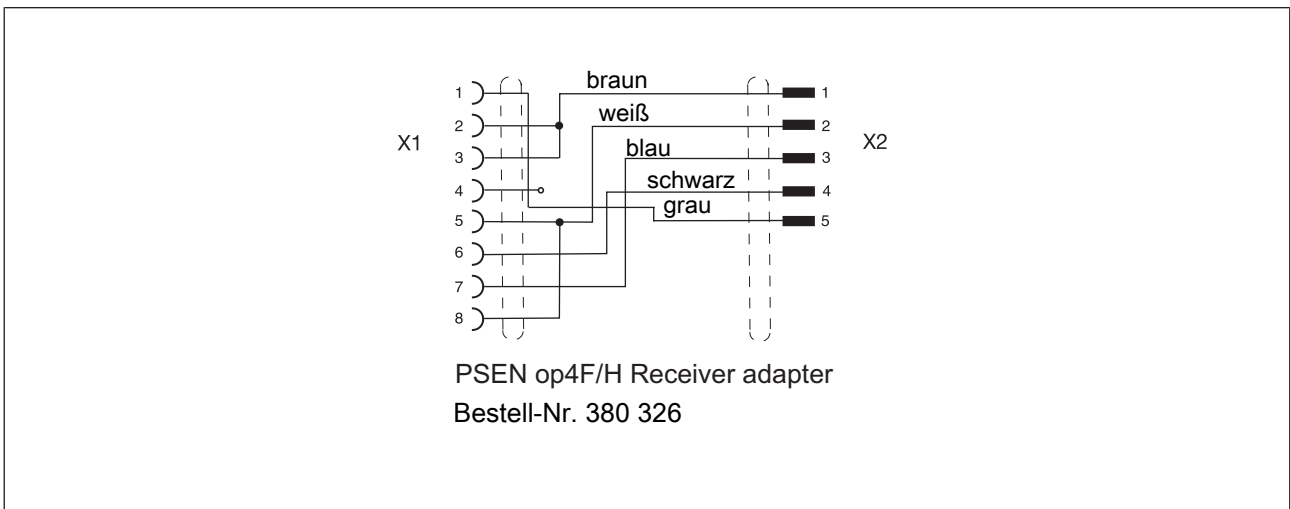 braun
1 1
weiß
2 2
X1 X2
blau
3 3
schwarz
4 4
grau
5 5
6
7
8
PSEN op4F/H Receiver adapter
Bestell-Nr. 380 326